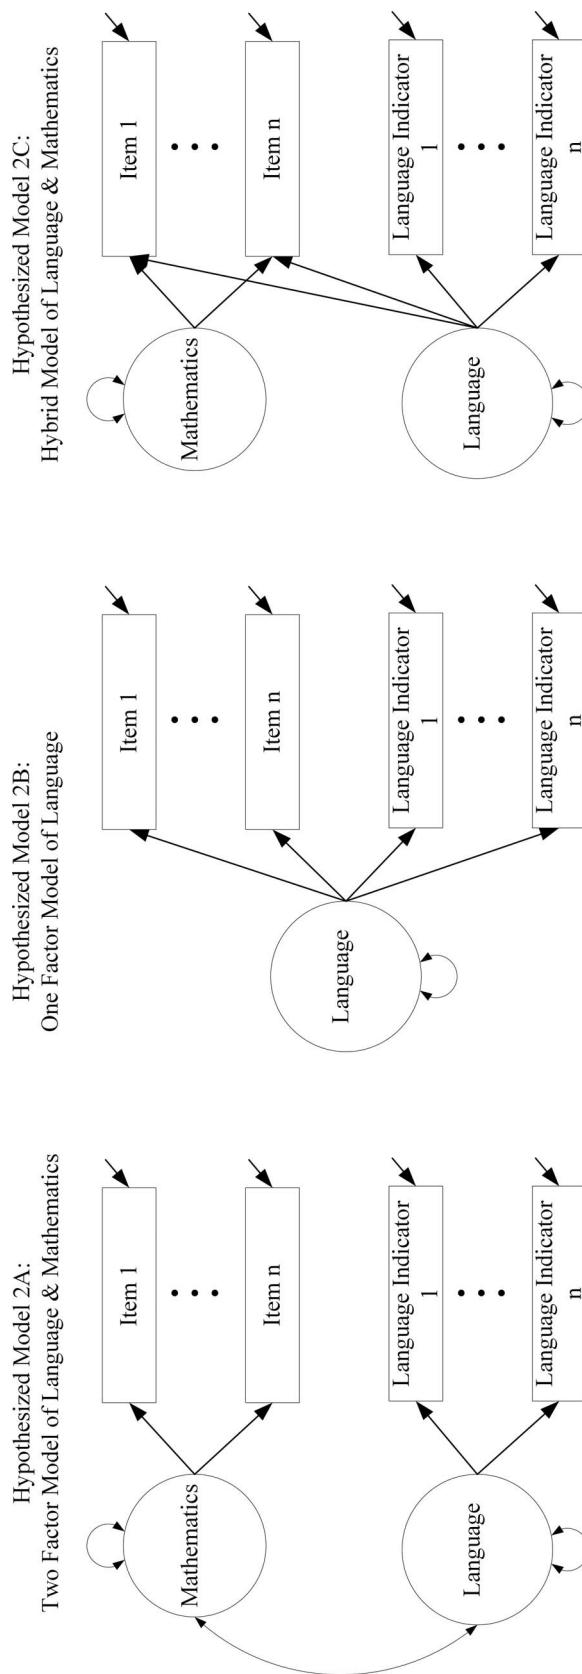 Hypothesized Model 2A:
Two Factor Model of Language & Mathematics
Mathematics
Item 1
Item n
Language
Language Indicator
1
Language Indicator
n
Hypothesized Model 2B:
One Factor Model of Language
Language
Item 1
Item n
Language Indicator
1
Language Indicator
n
Hypothesized Model 2C:
Hybrid Model of Language & Mathematics
Mathematics
Item 1
Item n
Language
Language Indicator
1
Language Indicator
n